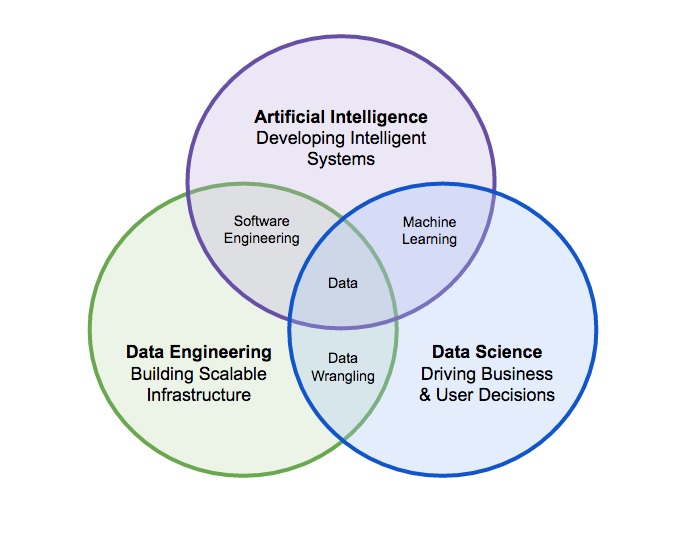 Artificial Intelligence
Developing Intelligent
Systems
Software
Engineering
Machine
Learning
Data
Data Engineering
Building Scalable
Infrastructure
Data
Wrangling
Data Science
Driving Business
& User Decisions